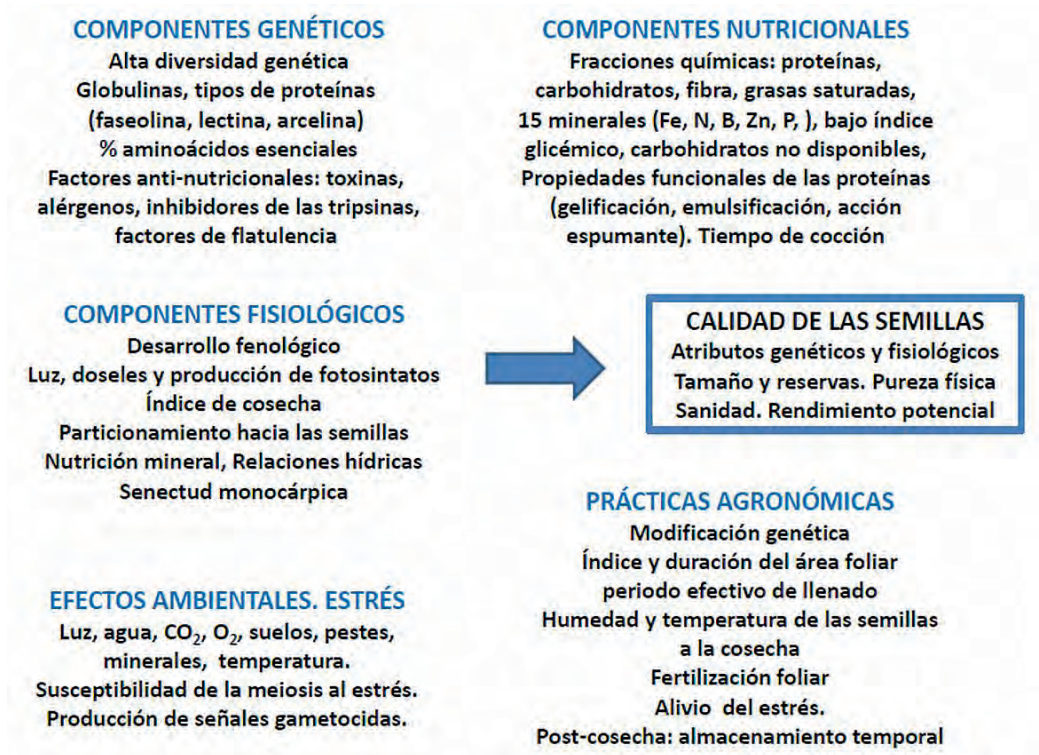 COMPONENTES GENÉTICOS
Alta diversidad genética
Globulinas, tipos de proteínas
(faseolina, lectina, arcelina)
% aminoácidos esenciales
Factores anti-nutricionales: toxinas,
alérgenos, inhibidores de las tripsinas,
factores de flatulencia
COMPONENTES NUTRICIONALES
Fracciones químicas: proteínas,
carbohidratos, fibra, grasas saturadas,
15 minerales (Fe, N, B, Zn, P, ), bajo índice
glicémico, carbohidratos no disponibles,
Propiedades funcionales de las proteínas
(gelificación, emulsificación, acción
espumante). Tiempo de cocción
COMPONENTES FISIOLÓGICOS
Desarrollo fenológico
Luz, doseles y producción de fotosintatos
Índice de cosecha
Particionamiento hacia las semillas
Nutrición mineral, Relaciones hídricas
Senectud monocárpica
CALIDAD DE LAS SEMILLAS
Atributos genéticos y fisiológicos
Tamaño y reservas. Pureza física
Sanidad. Rendimiento potencial
EFECTOS AMBIENTALES. ESTRÉS
Luz, agua, CO₂, O₂, suelos, pestes,
minerales, temperatura.
Susceptibilidad de la meiosis al estrés.
Producción de señales gametocidas.
PRÁCTICAS AGRONÓMICAS
Modificación genética
Índice y duración del área foliar
periodo efectivo de llenado
Humedad y temperatura de las semillas
a la cosecha
Fertilización foliar
Alivio del estrés.
Post-cosecha: almacenamiento temporal